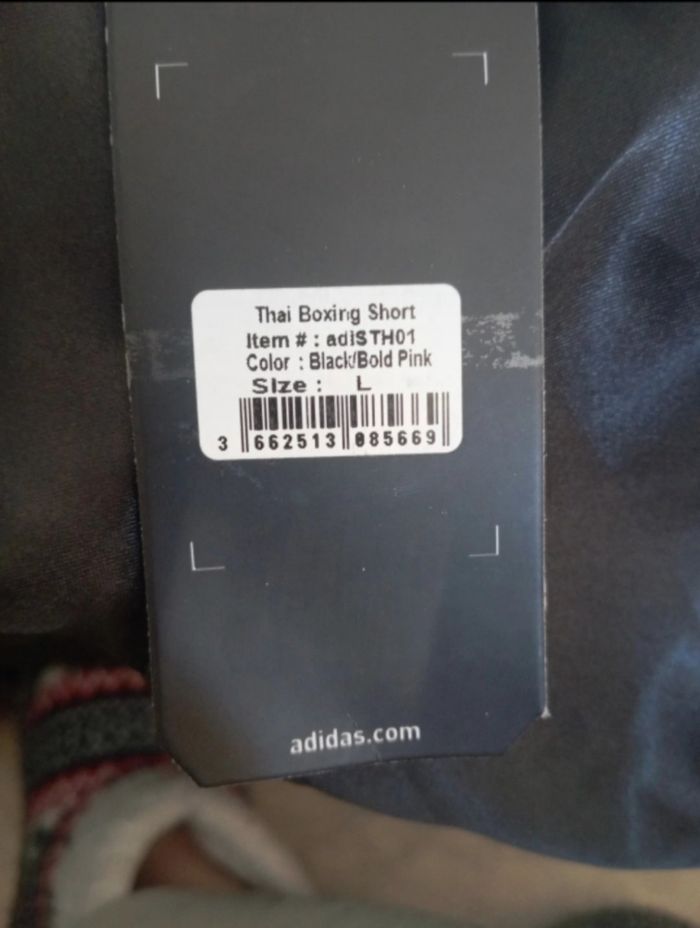 Thai Boxing Short
Item # : adiSTH01
Color : Black/Bold Pink
Size : L
3 662513 085669
adidas.com